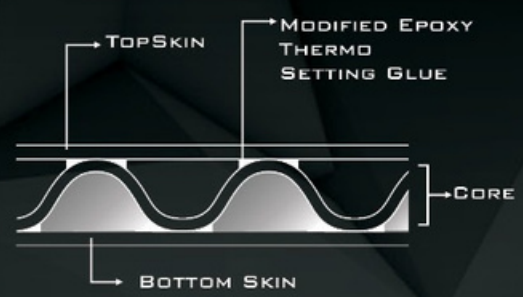 TopSkin
Modified Epoxy
Thermo
Setting Glue
Core
Bottom Skin